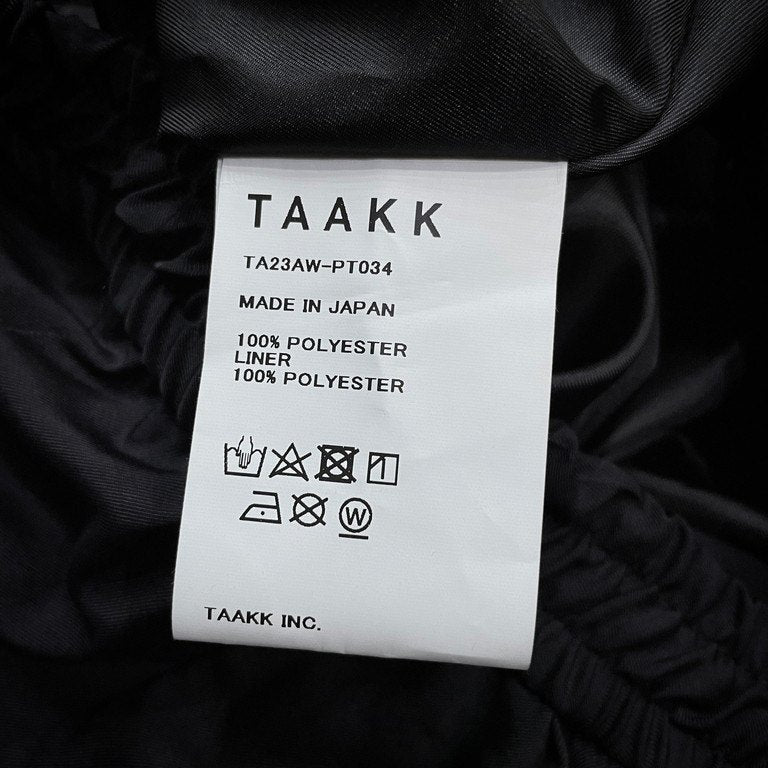 TAAKK
TA23AW-PT034
MADE IN JAPAN
100% POLYESTER
LINER
100% POLYESTER
W
TAAKK INC.